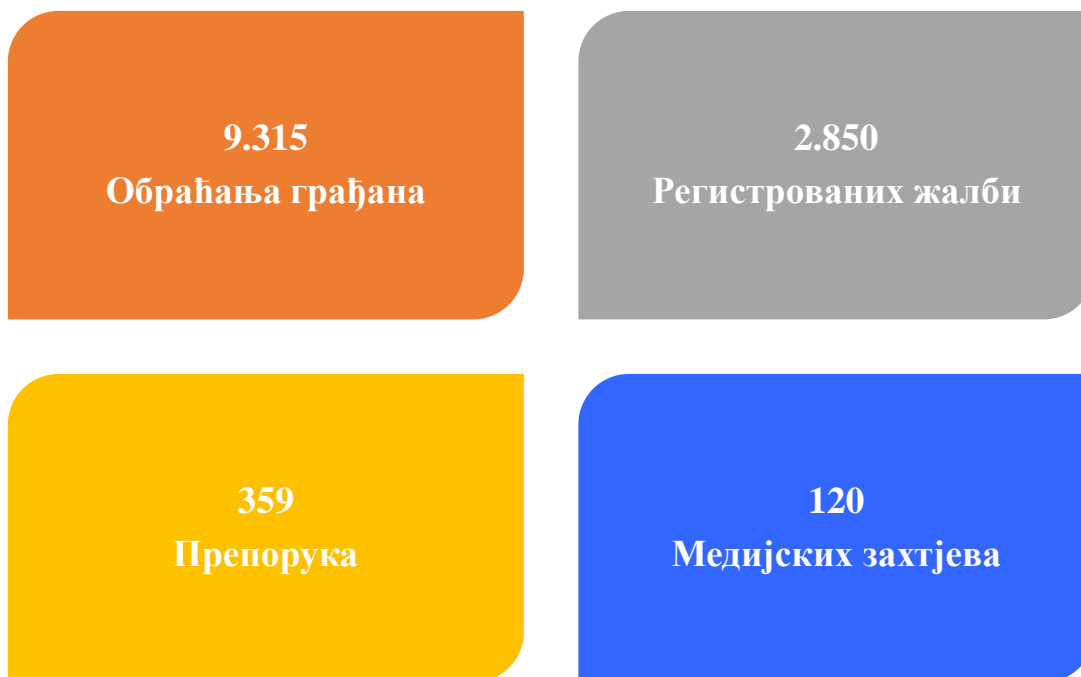 9.315
Обраћања грађана
2.850
Регистрованих жалби
359
Препорука
120
Медијских захтјева